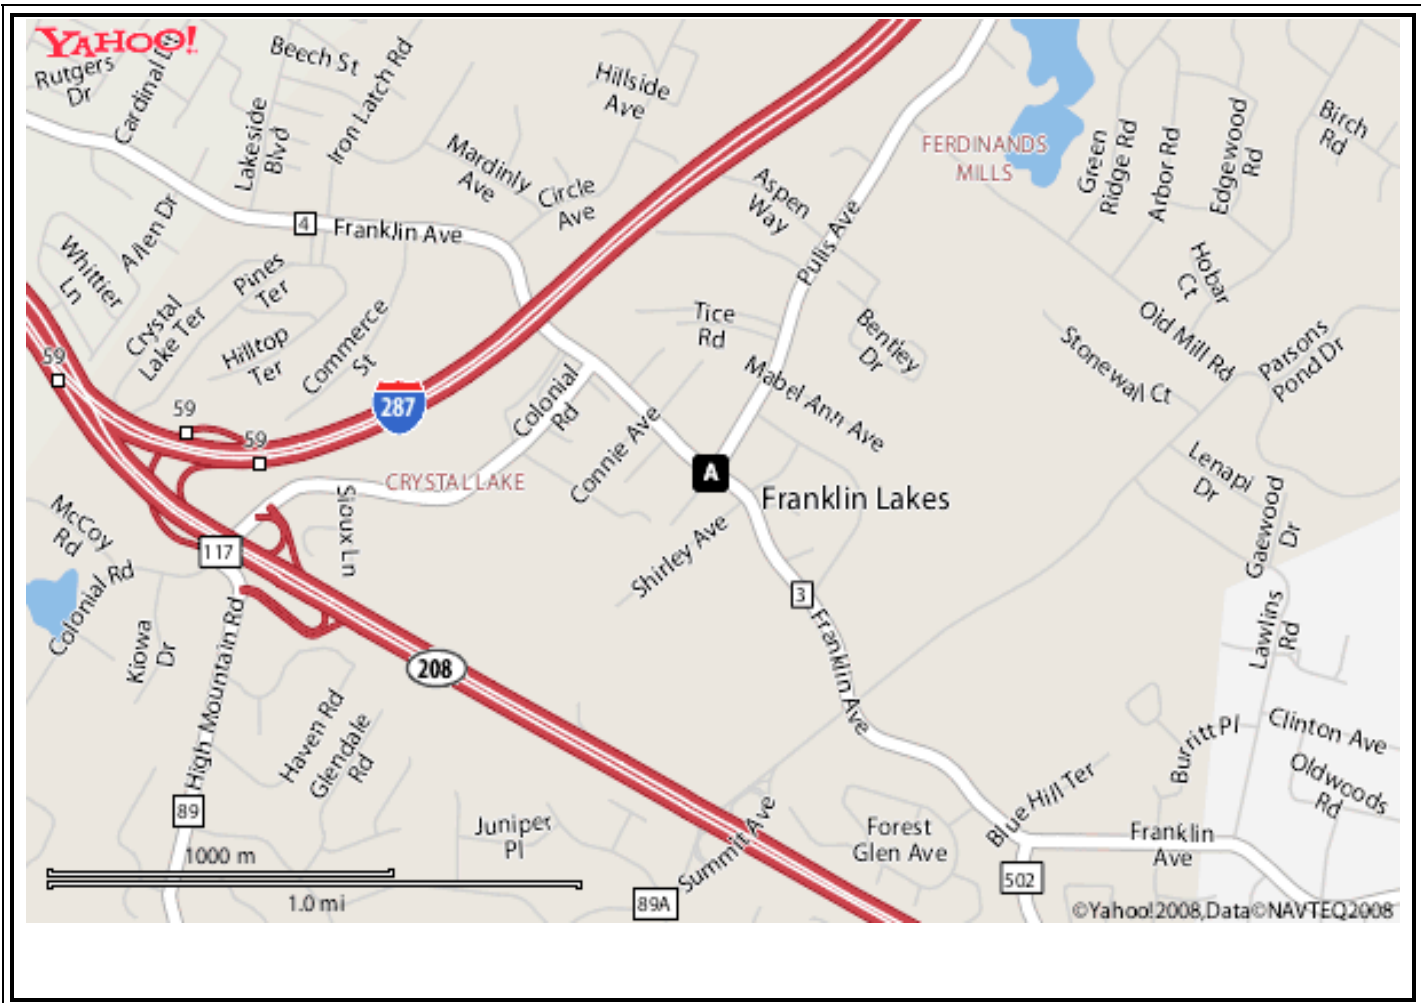 YAHOO!
Rutgers
Dr
Cardinal
Beech St
Iron Latch Rd
Lakeside
Blvd
Hillside
Ave
Mardinly
Ave
Circle
Ave
FERDINANDS
MILLS
Green
Ridge Rd
Arbor Rd
Edgewood
Rd
Birch
Rd
Aspen
Way
Pulis Ave
Allen Dr
4
Franklin Ave
Whittier
Ln
Pines
Ter
Crystal
Lake Ter
Hilltop
Ter
Commerce
St
Tice
Rd
Bentley
Dr
Hobar
Ct
Old Mill Rd
Stonewall Ct
Parsons
Pond Dr
59
59
59
287
Colonial
Rd
Connie Ave
Mabel Ann Ave
A
Franklin Lakes
CRYSTAL LAKE
Sioux Ln
Shirley Ave
Lenapi
Dr
Gaewood
Dr
McCoy
Rd
117
Colonial Rd
Kiowa
Dr
High Mountain Rd
3
Franklin Ave
Lawlins
Rd
208
Haven Rd
Glendale
Rd
Burritt Pl
Clinton Ave
Oldwoods
Rd
89
Juniper
Pl
Summit Ave
Forest
Glen Ave
Blue Hill Ter
Franklin
Ave
502
89A
1000 m
1.0 mi
©Yahoo!2008,Data©NAVTEQ2008